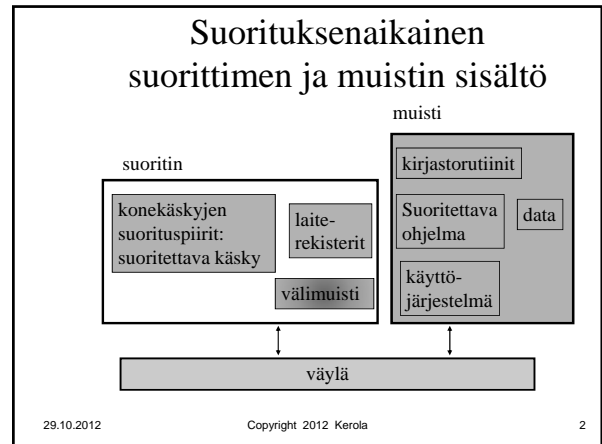 Suorituksenaikainen
suorittimen ja muistin sisältö
muisti
suoritin
kirjastorutiinit
konekäskyjen
suorituspiirit:
suoritettava käsky
laite-
rekisterit
Suoritettava
ohjelma
data
välimuisti
käyttö-
järjestelmä
väylä
29.10.2012
Copyright 2012 Kerola
2